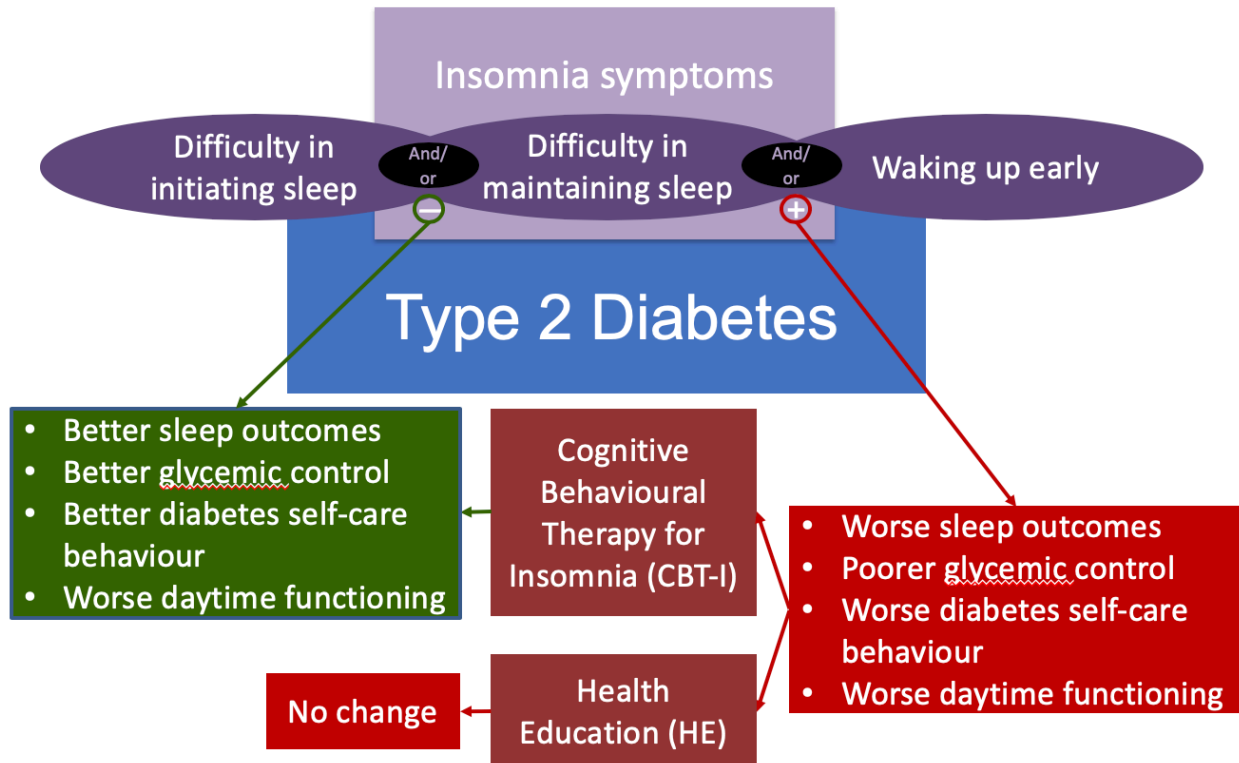 Insomnia symptoms
Difficulty in
initiating sleep
And/
or
Difficulty in
maintaining sleep
And/
or
Waking up early
−
+
Type 2 Diabetes
• Better sleep outcomes
• Better glycemic control
• Better diabetes self-care
behaviour
• Worse daytime functioning
Cognitive
Behavioural
Therapy for
Insomnia (CBT-I)
• Worse sleep outcomes
• Poorer glycemic control
• Worse diabetes self-care
behaviour
• Worse daytime functioning
No change
Health
Education (HE)